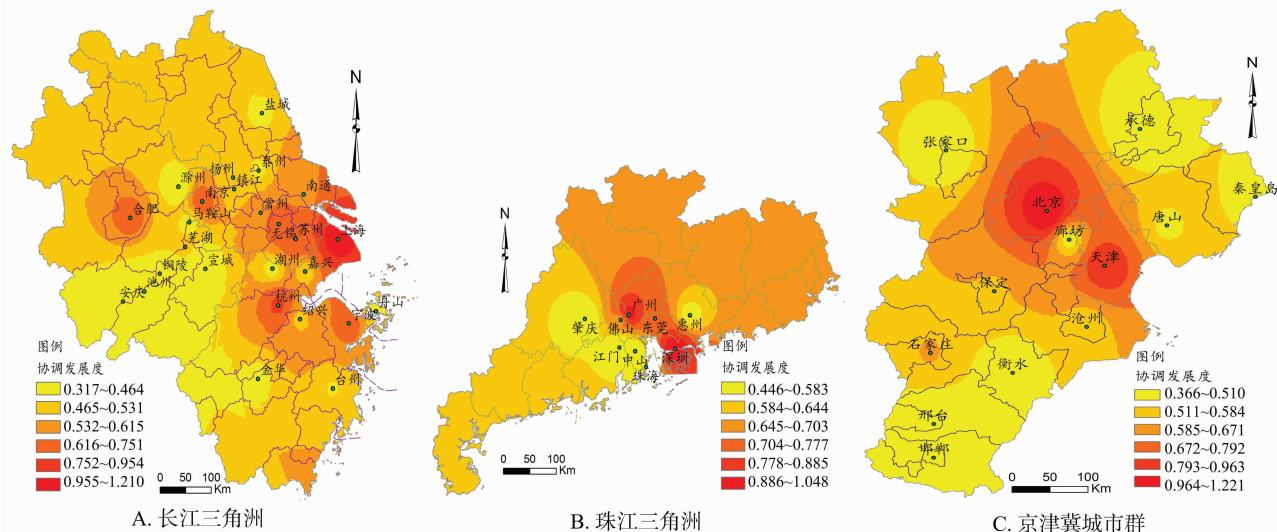 N
盐城
扬州
泰州
滁州
镇江
南京
南通
合肥
马鞍山
常州
芜湖
无锡
苏州
上海
铜陵
宣城
湖州
嘉兴
池州
安庆
杭州
舟山
绍兴
宁波
金华
台州
图例
协调发展度
0.317~0.464
0.465~0.531
0.532~0.615
0.616~0.751
0.752~0.954
0.955~1.210
0 50 100
Km
A. 长江三角洲
N
广州
肇庆
佛山
东莞
惠州
江门
中山
深圳
珠海
图例
协调发展度
0.446~0.583
0.584~0.644
0.645~0.703
0.704~0.777
0.778~0.885
0.886~1.048
0 50 100
Km
B. 珠江三角洲
N
承德
张家口
秦皇岛
北京
唐山
廊坊
天津
保定
沧州
石家庄
衡水
邢台
邯郸
图例
协调发展度
0.366~0.510
0.511~0.584
0.585~0.671
0.672~0.792
0.793~0.963
0.964~1.221
0 50 100
Km
C. 京津冀城市群